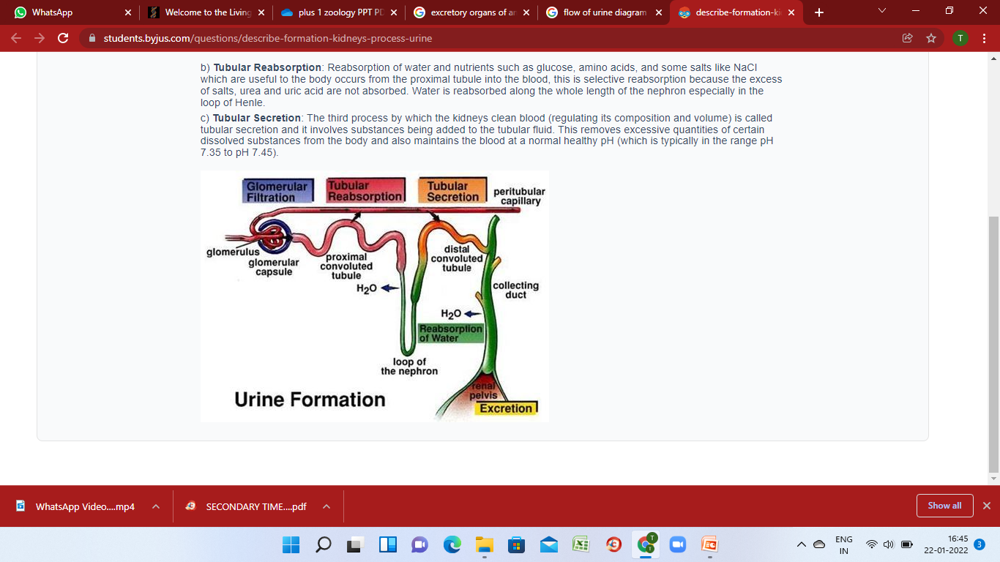 WhatsApp
Welcome to the Living
plus 1 zoology PPT PD
excretory organs of an
flow of urine diagram
describe-formation-ki
students.byjus.com/questions/describe-formation-kidneys-process-urine
T
b) Tubular Reabsorption: Reabsorption of water and nutrients such as glucose, amino acids, and some salts like NaCl
which are useful to the body occurs from the proximal tubule into the blood, this is selective reabsorption because the excess
of salts, urea and uric acid are not absorbed. Water is reabsorbed along the whole length of the nephron especially in the
loop of Henle.
c) Tubular Secretion: The third process by which the kidneys clean blood (regulating its composition and volume) is called
tubular secretion and it involves substances being added to the tubular fluid. This removes excessive quantities of certain
dissolved substances from the body and also maintains the blood at a normal healthy pH (which is typically in the range pH
7.35 to pH 7.45).
Glomerular
Filtration
Tubular
Reabsorption
Tubular
Secretion
peritubular
capillary
glomerulus
glomerular
capsule
proximal
convoluted
tubule
distal
convoluted
tubule
H2O
collecting
duct
H2O
Reabsorption
of Water
loop of
the nephron
renal
pelvis
Urine Formation
Excretion
WhatsApp Video....mp4
SECONDARY TIME....pdf
Show all
T
ENG
IN
16:45
22-01-2022
3